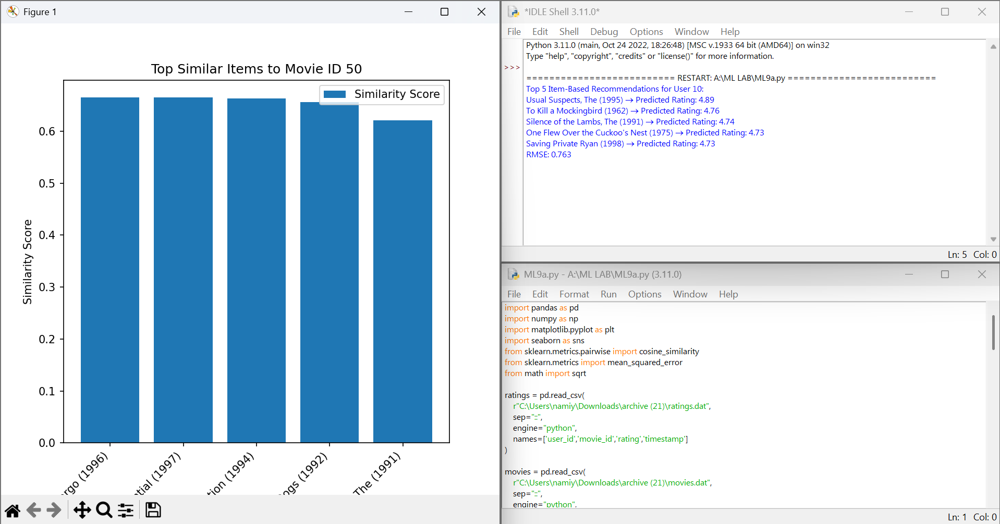 Figure 1
Top Similar Items to Movie ID 50
Similarity Score
Similarity Score
0.6
0.5
0.4
0.3
0.2
0.1
0.0
rgo (1996)
tial (1997)
tion (1994)
ogs (1992)
The (1991)
*IDLE Shell 3.11.0*
File Edit Shell Debug Options Window Help
Python 3.11.0 (main, Oct 24 2022, 18:26:48) [MSC v.1933 64 bit (AMD64)] on win32
Type "help", "copyright", "credits" or "license()" for more information.
>>>
========================== RESTART: A:\ML LAB\ML9a.py ==========================
Top 5 Item-Based Recommendations for User 10:
Usual Suspects, The (1995) → Predicted Rating: 4.89
To Kill a Mockingbird (1962) → Predicted Rating: 4.76
Silence of the Lambs, The (1991) → Predicted Rating: 4.74
One Flew Over the Cuckoo's Nest (1975) → Predicted Rating: 4.73
Saving Private Ryan (1998) → Predicted Rating: 4.73
RMSE: 0.763
Ln: 5 Col: 0
ML9a.py - A:\ML LAB\ML9a.py (3.11.0)
File Edit Format Run Options Window Help
import pandas as pd
import numpy as np
import matplotlib.pyplot as plt
import seaborn as sns
from sklearn.metrics.pairwise import cosine_similarity
from sklearn.metrics import mean_squared_error
from math import sqrt
ratings = pd.read_csv(
r"C:\Users\namiy\Downloads\archive (21)\ratings.dat",
sep="::",
engine="python",
names=['user_id','movie_id','rating','timestamp']
)
movies = pd.read_csv(
r"C:\Users\namiy\Downloads\archive (21)\movies.dat",
sep="::",
engine="python",
Ln: 1 Col: 0